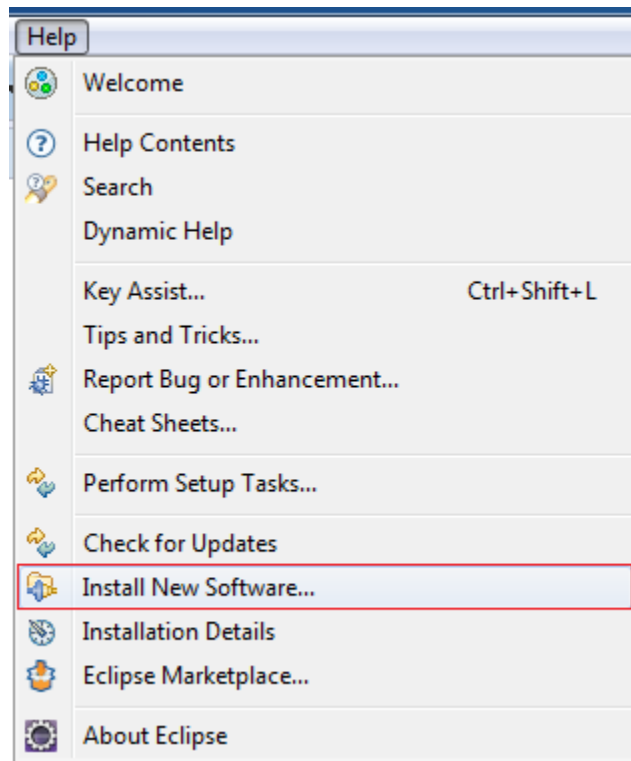 Help
Welcome
Help Contents
Search
Dynamic Help
Key Assist... Ctrl+Shift+L
Tips and Tricks...
Report Bug or Enhancement...
Cheat Sheets...
Perform Setup Tasks...
Check for Updates
Install New Software...
Installation Details
Eclipse Marketplace...
About Eclipse